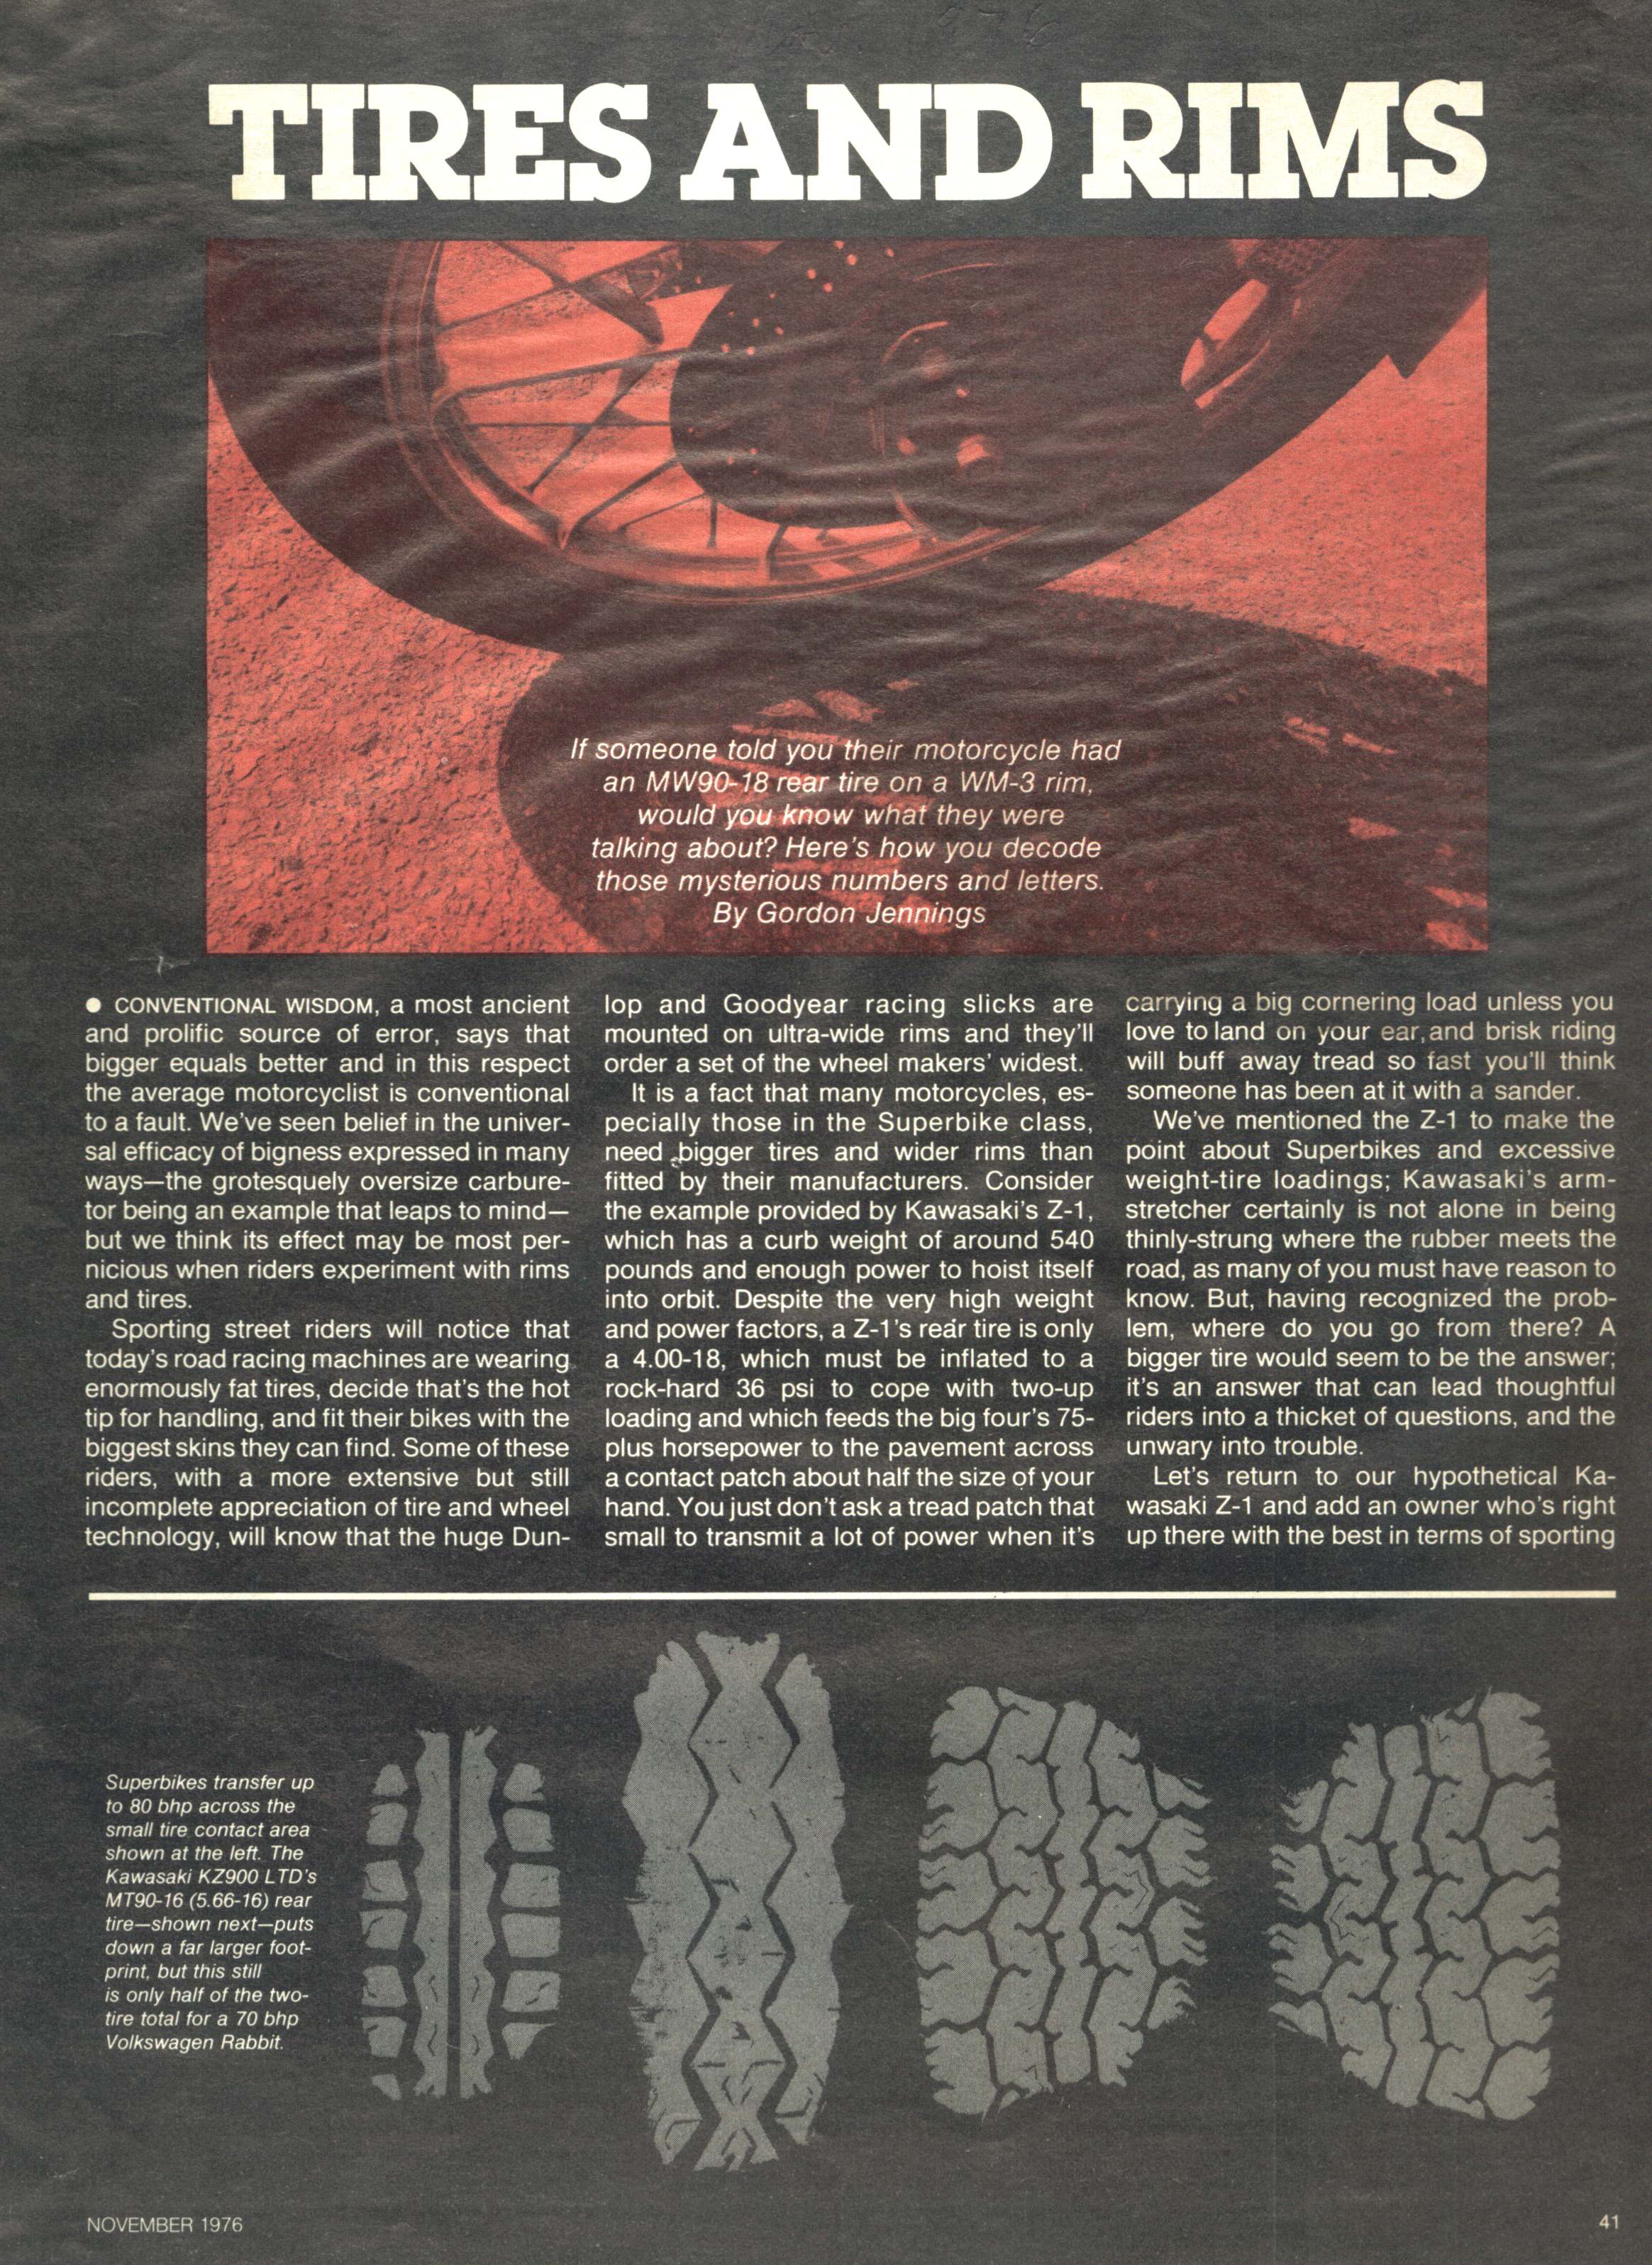 TIRES AND RIMS
If someone told you their motorcycle had
an MW90-18 rear tire on a WM-3 rim,
would you know what they were
talking about? Here's how you decode
those mysterious numbers and letters.
By Gordon Jennings
● CONVENTIONAL WISDOM, a most ancient
and prolific source of error, says that
bigger equals better and in this respect
the average motorcyclist is conventional
to a fault. We've seen belief in the univer-
sal efficacy of bigness expressed in many
ways—the grotesquely oversize carbure-
tor being an example that leaps to mind—
but we think its effect may be most per-
nicious when riders experiment with rims
and tires.
Sporting street riders will notice that
today's road racing machines are wearing
enormously fat tires, decide that's the hot
tip for handling, and fit their bikes with the
biggest skins they can find. Some of these
riders, with a more extensive but still
incomplete appreciation of tire and wheel
technology, will know that the huge Dun-
lop and Goodyear racing slicks are
mounted on ultra-wide rims and they'll
order a set of the wheel makers' widest.
It is a fact that many motorcycles, es-
pecially those in the Superbike class,
need bigger tires and wider rims than
fitted by their manufacturers. Consider
the example provided by Kawasaki's Z-1,
which has a curb weight of around 540
pounds and enough power to hoist itself
into orbit. Despite the very high weight
and power factors, a Z-1's rear tire is only
a 4.00-18, which must be inflated to a
rock-hard 36 psi to cope with two-up
loading and which feeds the big four's 75-
plus horsepower to the pavement across
a contact patch about half the size of your
hand. You just don't ask a tread patch that
small to transmit a lot of power when it's
carrying a big cornering load unless you
love to land on your ear, and brisk riding
will buff away tread so fast you'll think
someone has been at it with a sander.
We've mentioned the Z-1 to make the
point about Superbikes and excessive
weight-tire loadings; Kawasaki's arm-
stretcher certainly is not alone in being
thinly-strung where the rubber meets the
road, as many of you must have reason to
know. But, having recognized the prob-
lem, where do you go from there? A
bigger tire would seem to be the answer;
it's an answer that can lead thoughtful
riders into a thicket of questions, and the
unwary into trouble.
Let's return to our hypothetical Ka-
wasaki Z-1 and add an owner who's right
up there with the best in terms of sporting
Superbikes transfer up
to 80 bhp across the
small tire contact area
shown at the left. The
Kawasaki KZ900 LTD's
MT90-16 (5.66-16) rear
tire—shown next—puts
down a far larger foot-
print, but this still
is only half of the two-
tire total for a 70 bhp
Volkswagen Rabbit.
NOVEMBER 1976
41